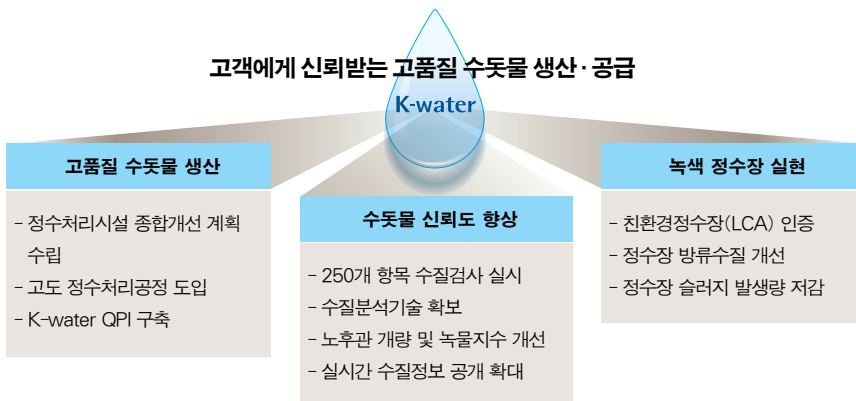 고객에게 신뢰받는 고품질 수돗물 생산·공급
K-water
고품질 수돗물 생산
- 정수처리시설 종합개선 계획
수립
- 고도 정수처리공정 도입
- K-water QPI 구축
수돗물 신뢰도 향상
- 250개 항목 수질검사 실시
- 수질분석기술 확보
- 노후관 개량 및 녹물지수 개선
- 실시간 수질정보 공개 확대
녹색 정수장 실현
- 친환경정수장(LCA) 인증
- 정수장 방류수질 개선
- 정수장 슬러지 발생량 저감